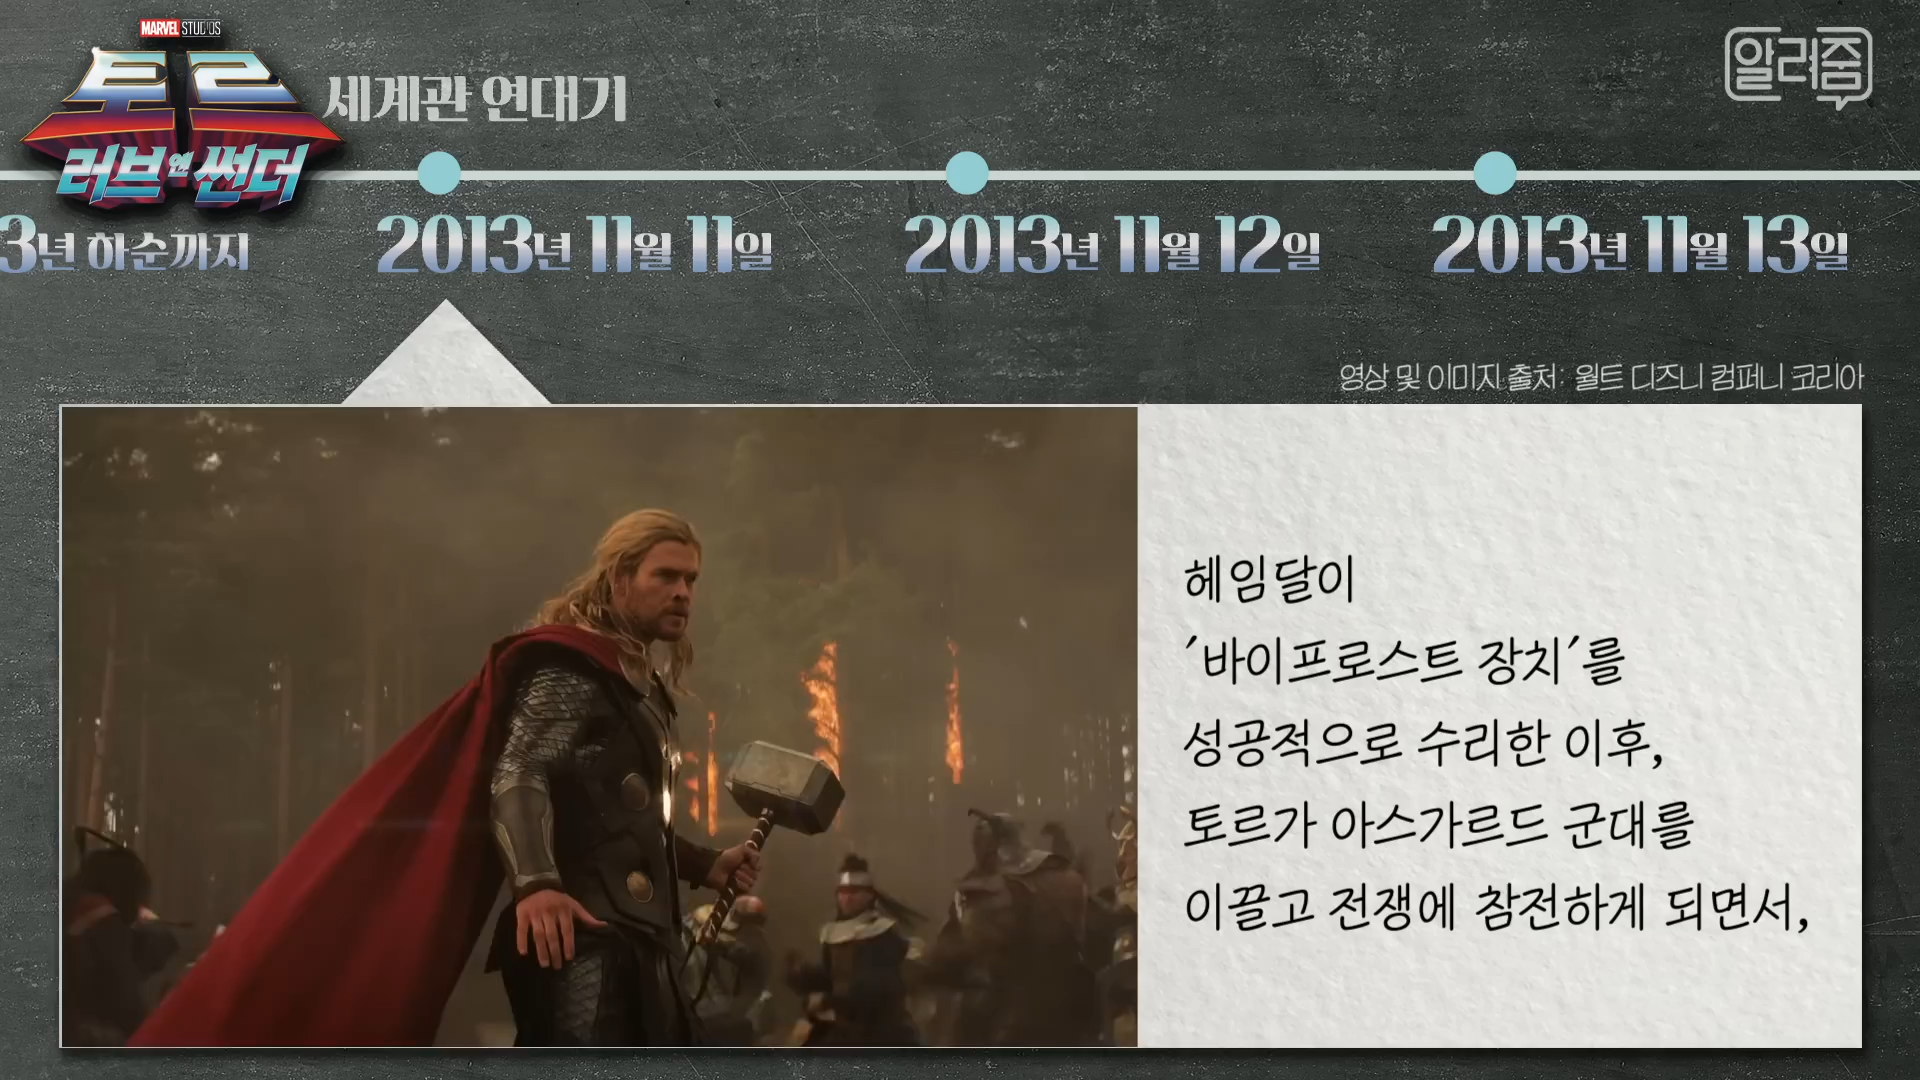 MARVEL STUDIOS
토르
러브 앤 썬더
세계관 연대기
알려줌
3년 하순까지
2013년 11월 11일
2013년 11월 12일
2013년 11월 13일
영상 및 이미지 출처: 월트 디즈니 컴퍼니 코리아
헤임달이
'바이프로스트 장치'를
성공적으로 수리한 이후,
토르가 아스가르드 군대를
이끌고 전쟁에 참전하게 되면서,